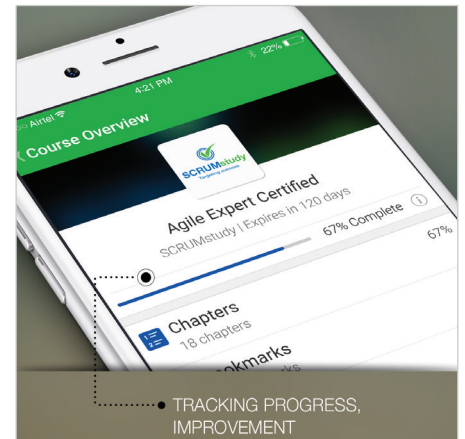 Airtel
4:21 PM
22%
Course Overview
SCRUMstudy
Agile Expert Certified
SCRUMstudy | Expires in 120 days
67% Complete
Chapters
67%
18 chapters
TRACKING PROGRESS,
IMPROVEMENT